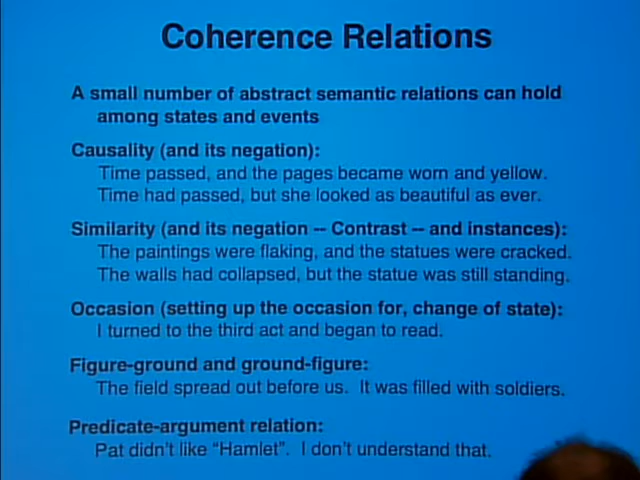 Coherence Relations
A small number of abstract semantic relations can hold
among states and events
Causality (and its negation):
Time passed, and the pages became worn and yellow.
Time had passed, but she looked as beautiful as ever.
Similarity (and its negation -- Contrast -- and instances):
The paintings were flaking, and the statues were cracked.
The walls had collapsed, but the statue was still standing.
Occasion (setting up the occasion for, change of state):
I turned to the third act and began to read.
Figure-ground and ground-figure:
The field spread out before us.  It was filled with soldiers.
Predicate-argument relation:
Pat didn't like “Hamlet”.  I don't understand that.